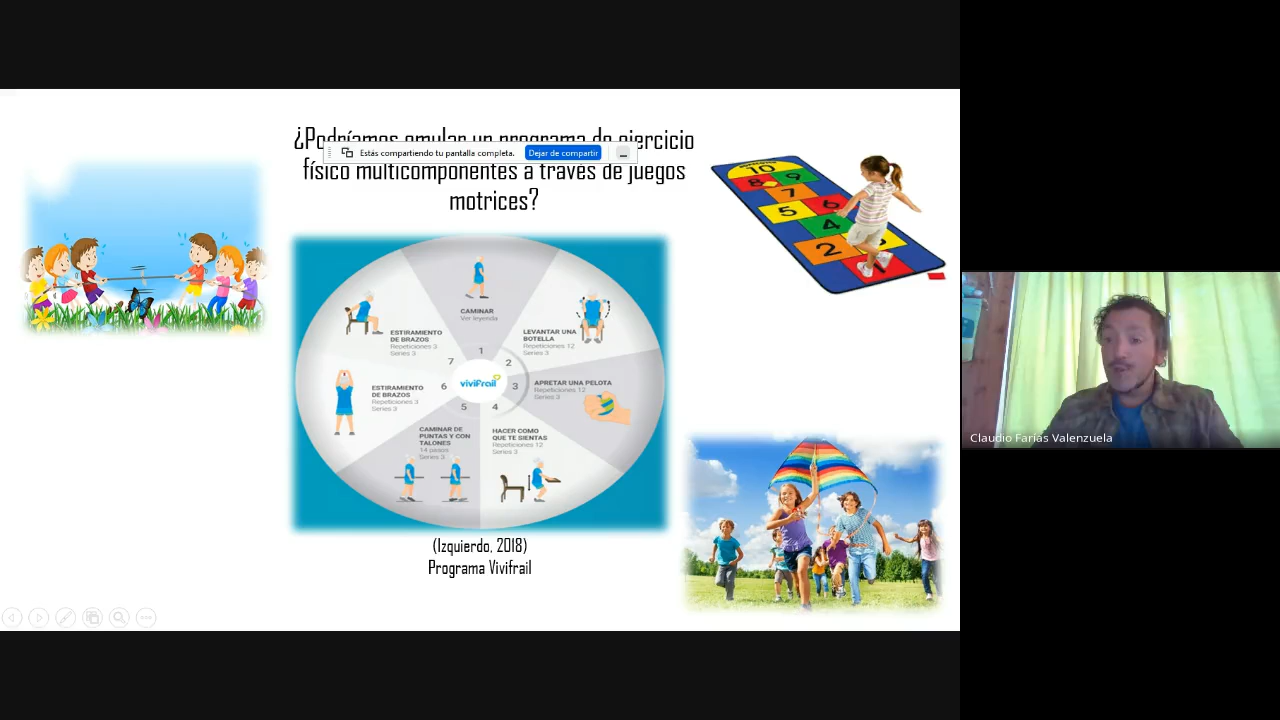 ¿Podríamos emular un programa de ejercicio
físico multicomponentes a través de juegos
motrices?
Estás compartiendo tu pantalla completa.
Dejar de compartir
10
9
8
7
6
5
4
2
CAMINAR
Ver leyenda
1
LEVANTAR UNA
BOTELLA
Repeticiones 12
Series 3
2
APRETAR UNA PELOTA
Repeticiones 12
Series 3
3
HACER COMO
QUE TE SIENTAS
Repeticiones 12
Series 3
4
CAMINAR DE
PUNTAS Y CON
TALONES
14 pasos
Series 3
5
ESTIRAMIENTO
DE BRAZOS
Repeticiones 3
Series 3
6
ESTIRAMIENTO
DE BRAZOS
Repeticiones 3
Series 3
7
vivifrail
(Izquierdo, 2018)
Programa Vivifrail
Claudio Farías Valenzuela